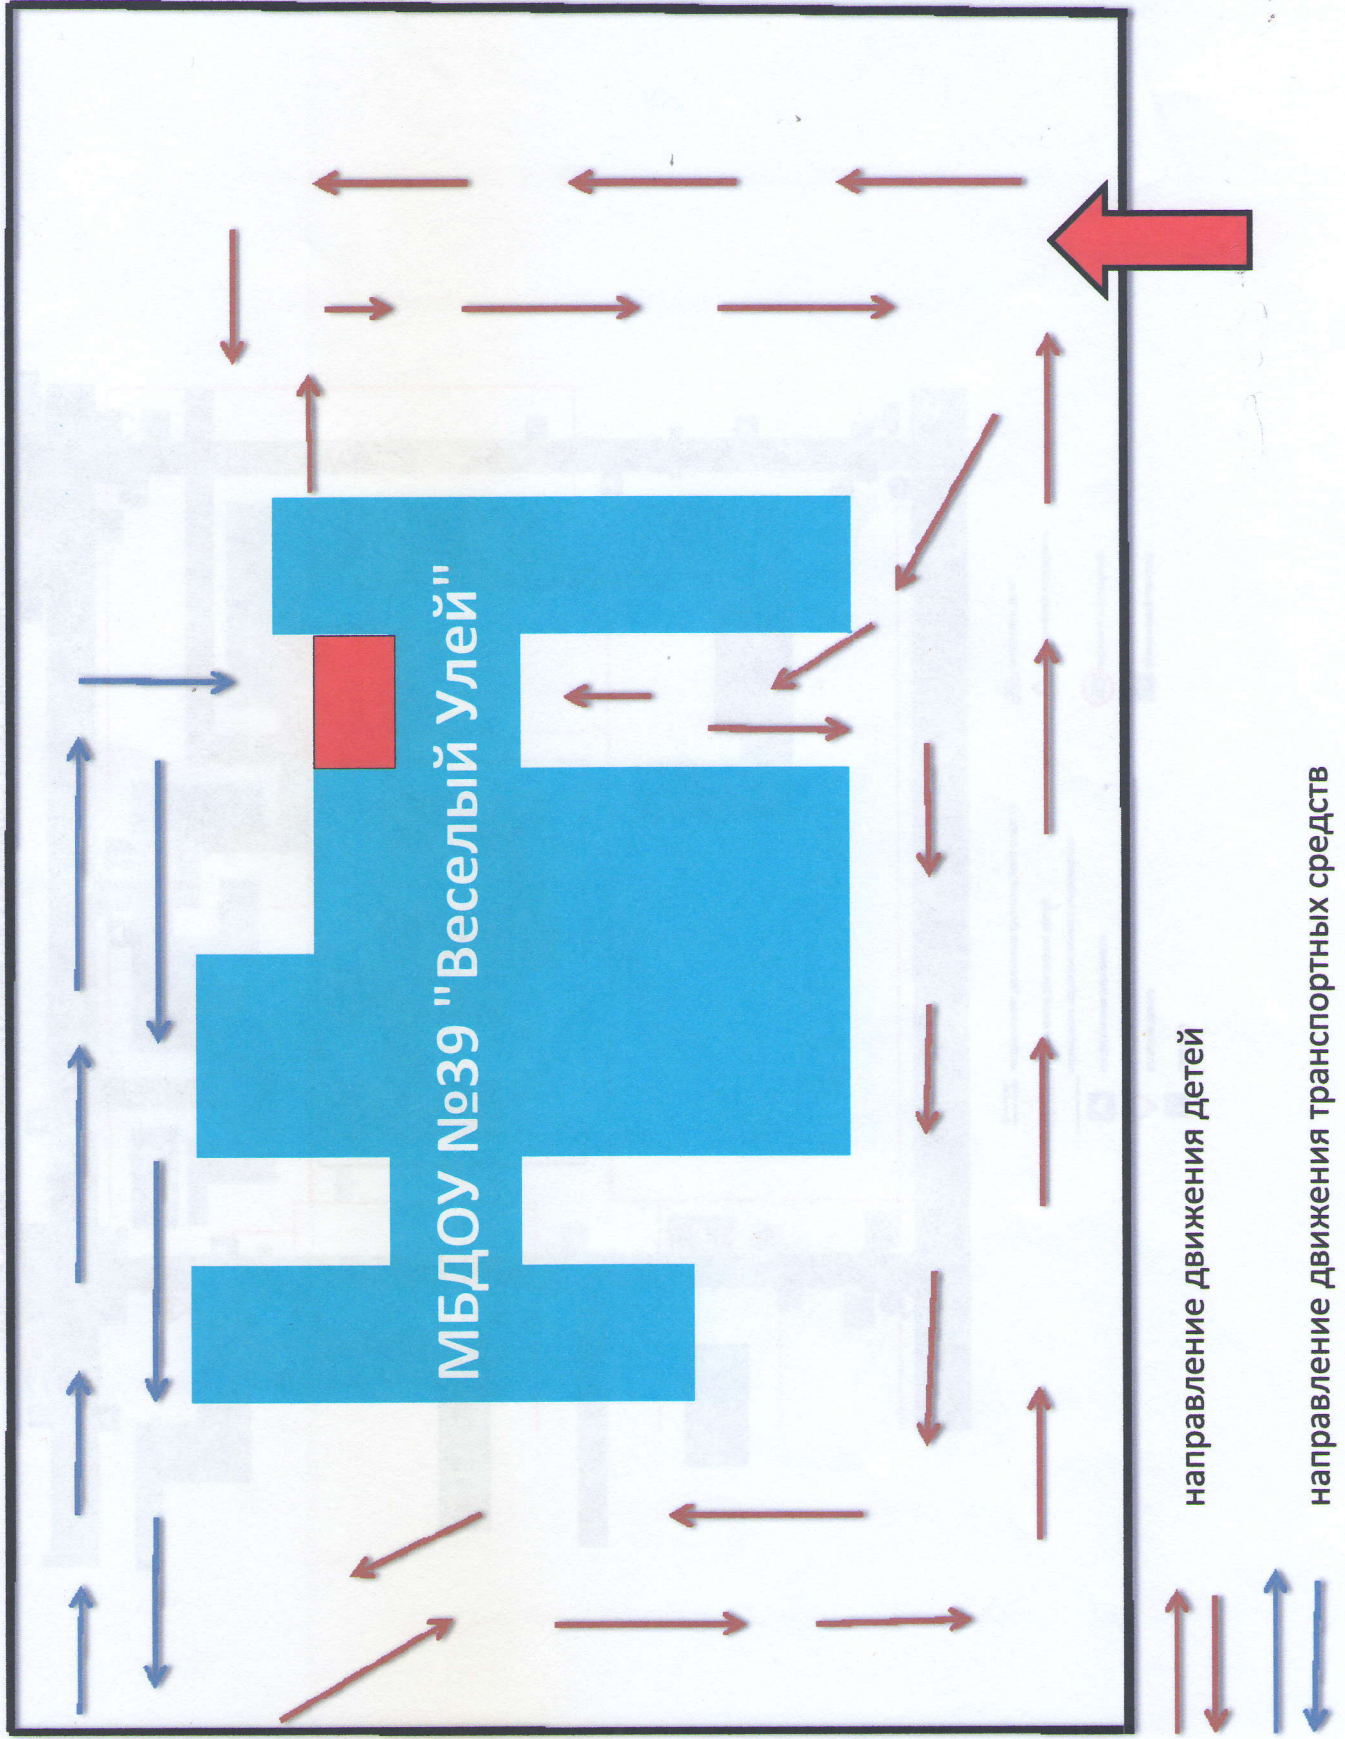 МБДОУ №39 "Веселый Улей"
направление движения детей
направление движения транспортных средств